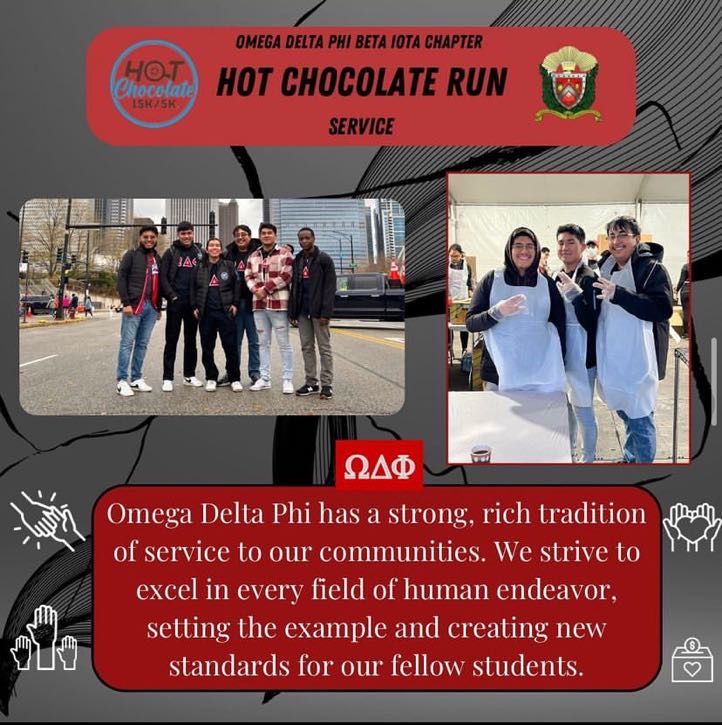 OMEGA DELTA PHI BETA IOTA CHAPTER
HOT
Chocolate
15K/5K
HOT CHOCOLATE RUN
SERVICE
ΩΔΦ
Omega Delta Phi has a strong, rich tradition
of service to our communities. We strive to
excel in every field of human endeavor,
setting the example and creating new
standards for our fellow students.